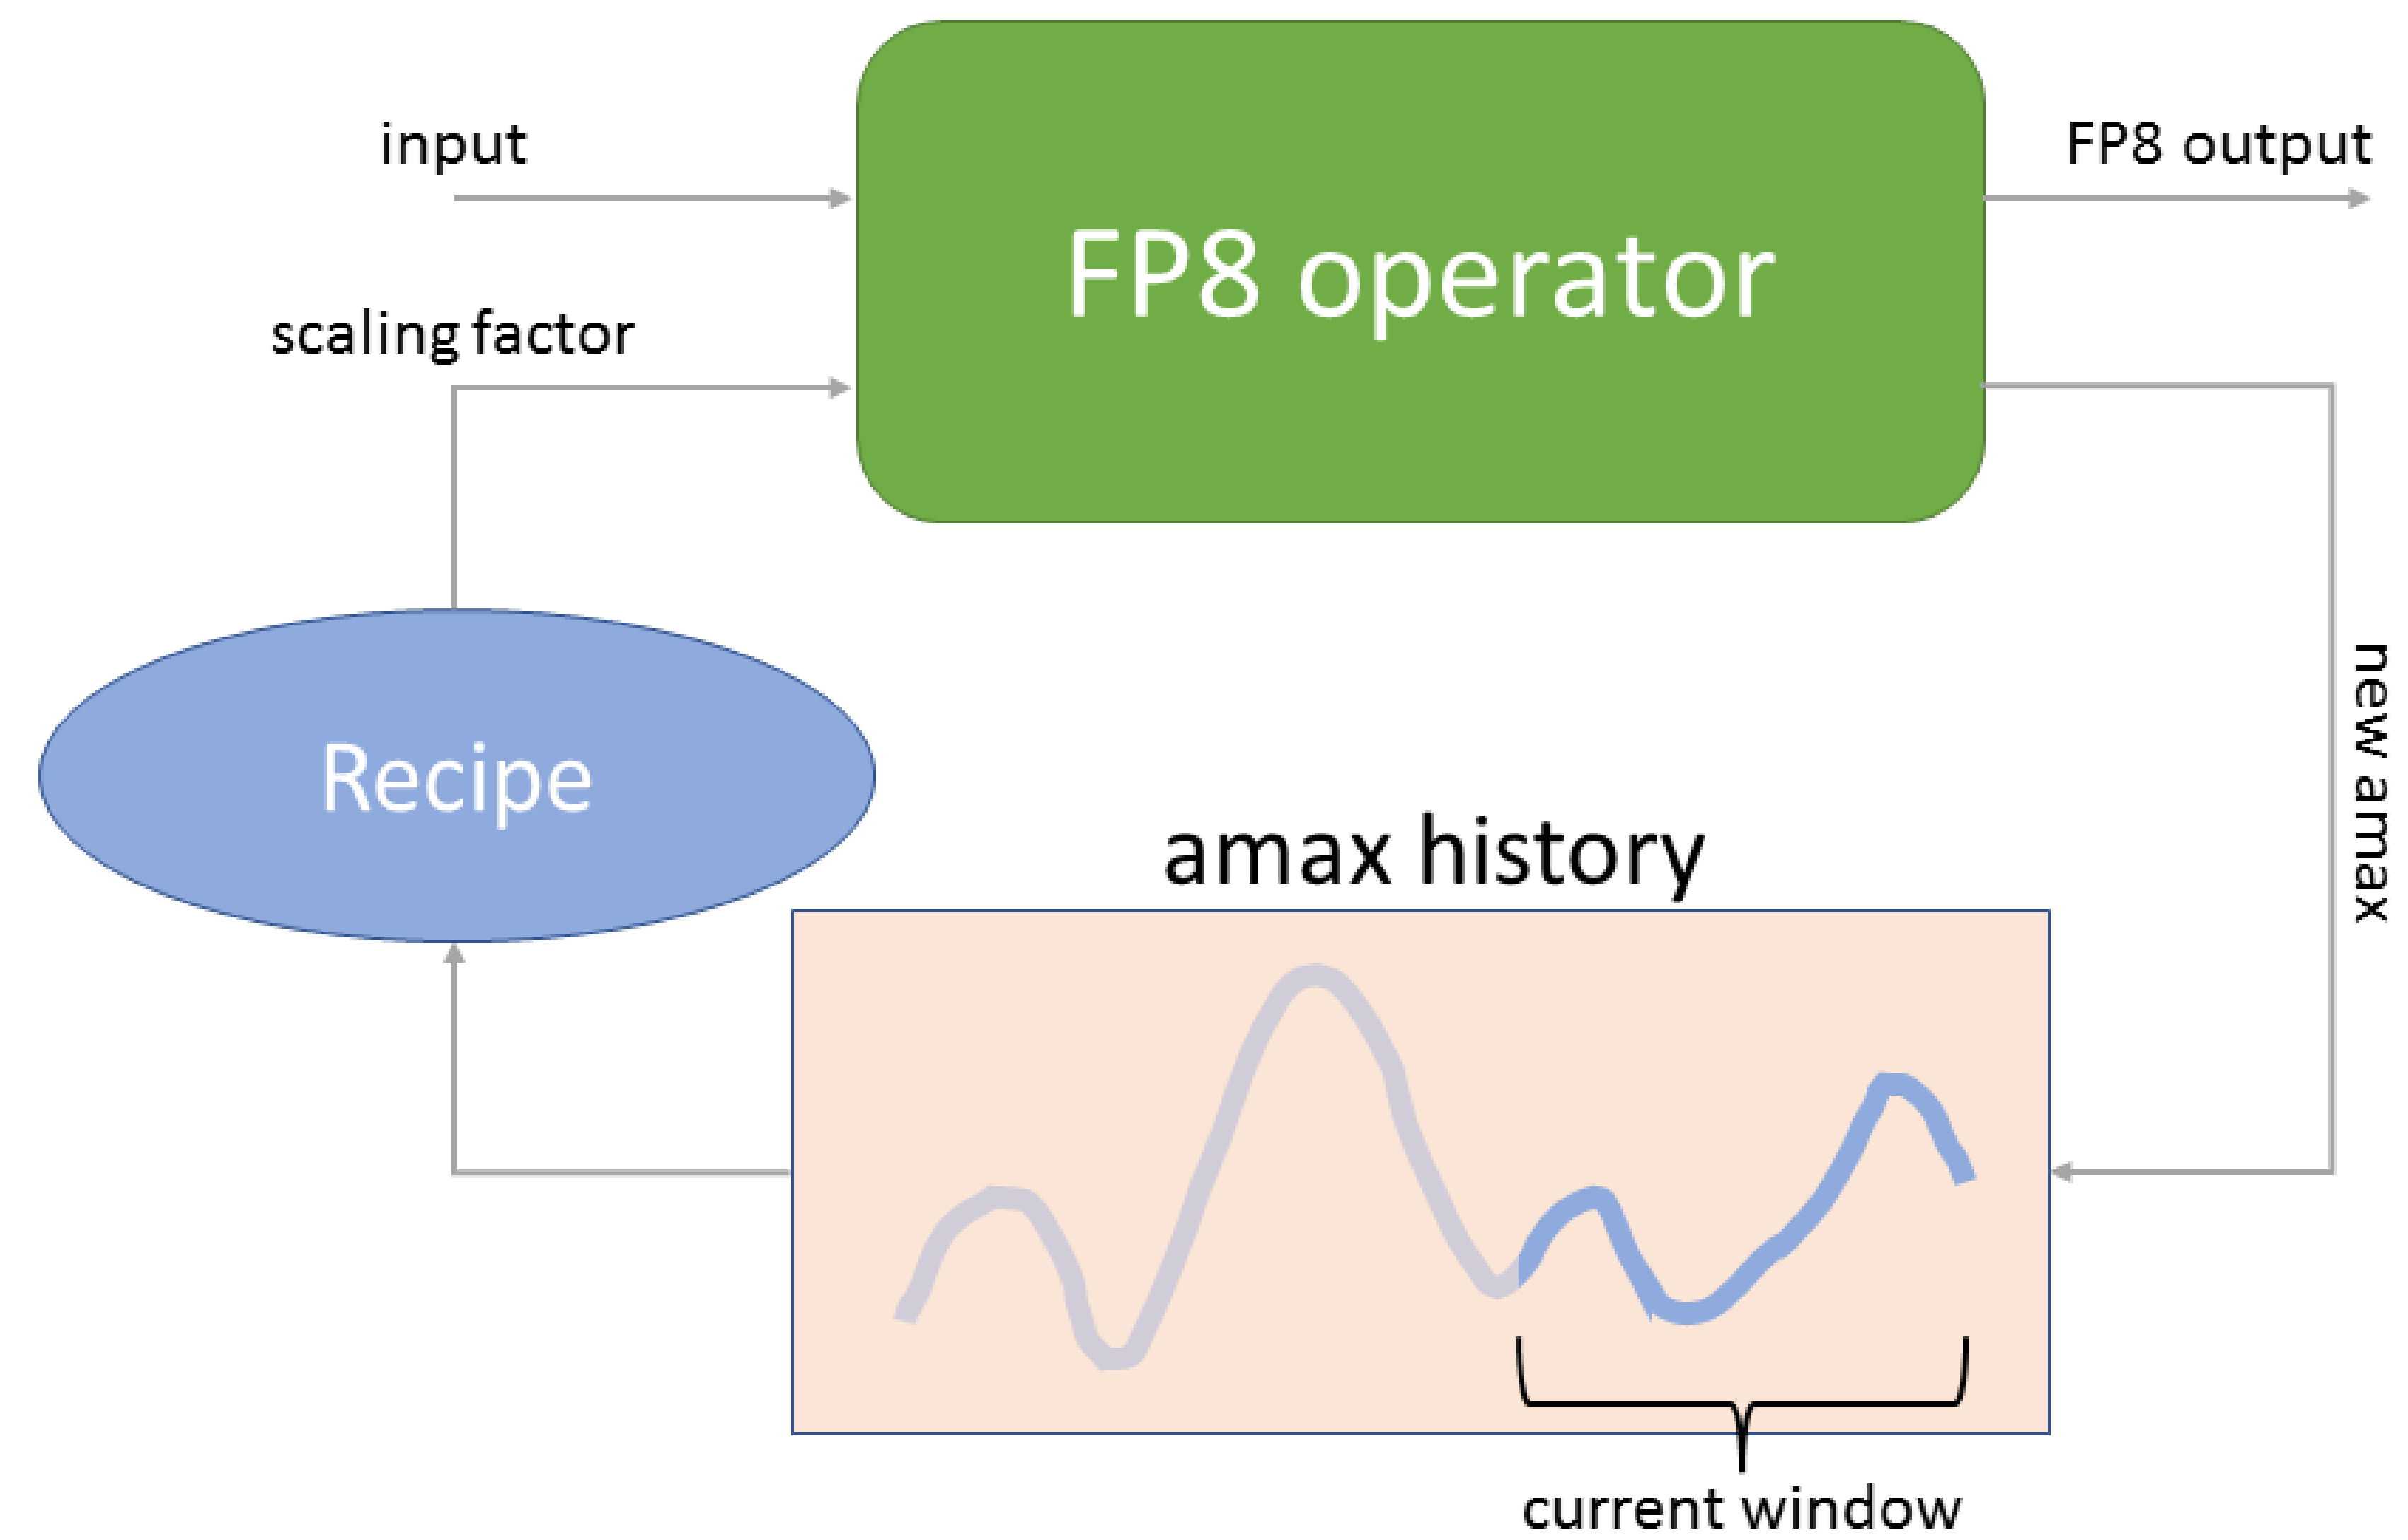 input
FP8 output
FP8 operator
scaling factor
new amax
Recipe
amax history
current window